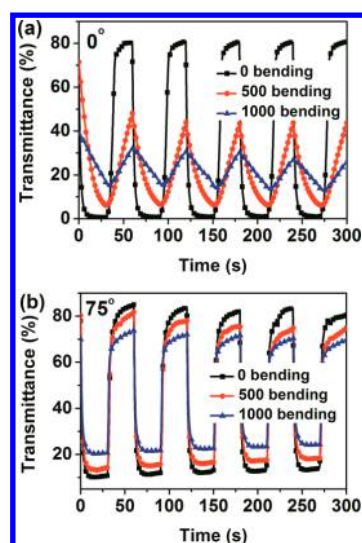 (a)
0°
Transmittance (%)
80
60
40
20
0
0 bending
500 bending
1000 bending
0 50 100 150 200 250 300
Time (s)
(b)
75°
Transmittance (%)
80
60
40
20
0 bending
500 bending
1000 bending
0 50 100 150 200 250 300
Time (s)